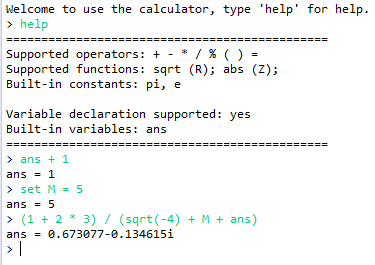 Welcome to use the calculator, type 'help' for help.
> help
==============================================
Supported operators: + - * / % ( ) =
Supported functions: sqrt (R); abs (Z);
Built-in constants: pi, e

Variable declaration supported: yes
Built-in variables: ans
==============================================
> ans + 1
ans = 1
> set M = 5
ans = 5
> (1 + 2 * 3) / (sqrt(-4) + M + ans)
ans = 0.673077-0.134615i
>